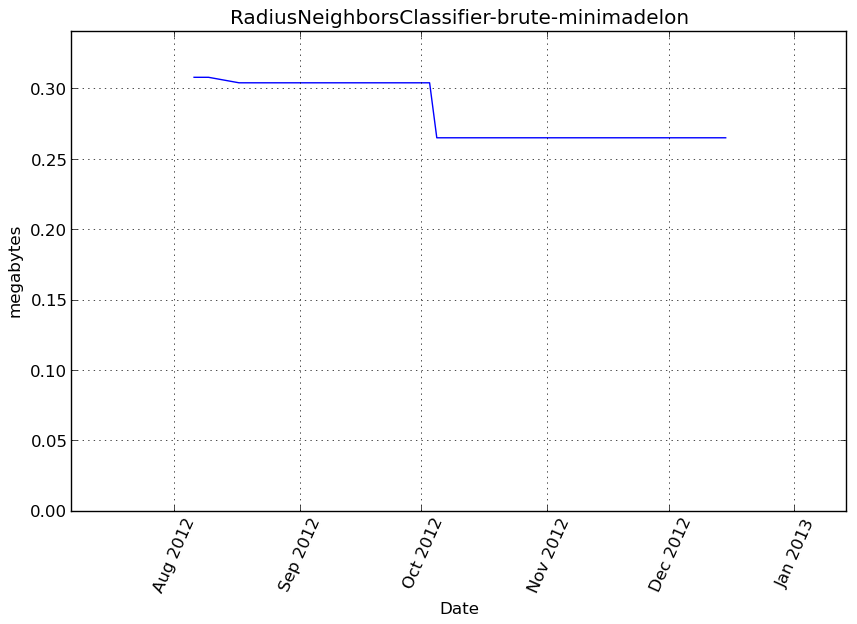 RadiusNeighborsClassifier-brute-minimadelon
0.30
0.25
0.20
0.15
0.10
0.05
0.00
megabytes
Aug 2012
Sep 2012
Oct 2012
Nov 2012
Dec 2012
Jan 2013
Date